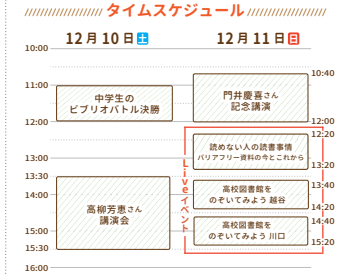 タイムスケジュール
12月10日土
12月11日日
10:00
11:00
12:00
13:00
13:30
14:00
15:00
15:30
16:00
中学生の
ビブリオバトル決勝
高柳芳恵さん
講演会
Liveイベント
門井慶喜さん
記念講演
読めない人の読書事情
バリアフリー資料の今とこれから
高校図書館を
のぞいてみよう 越谷
高校図書館を
のぞいてみよう 川口
10:40
12:00
12:20
13:20
13:40
14:20
14:40
15:20